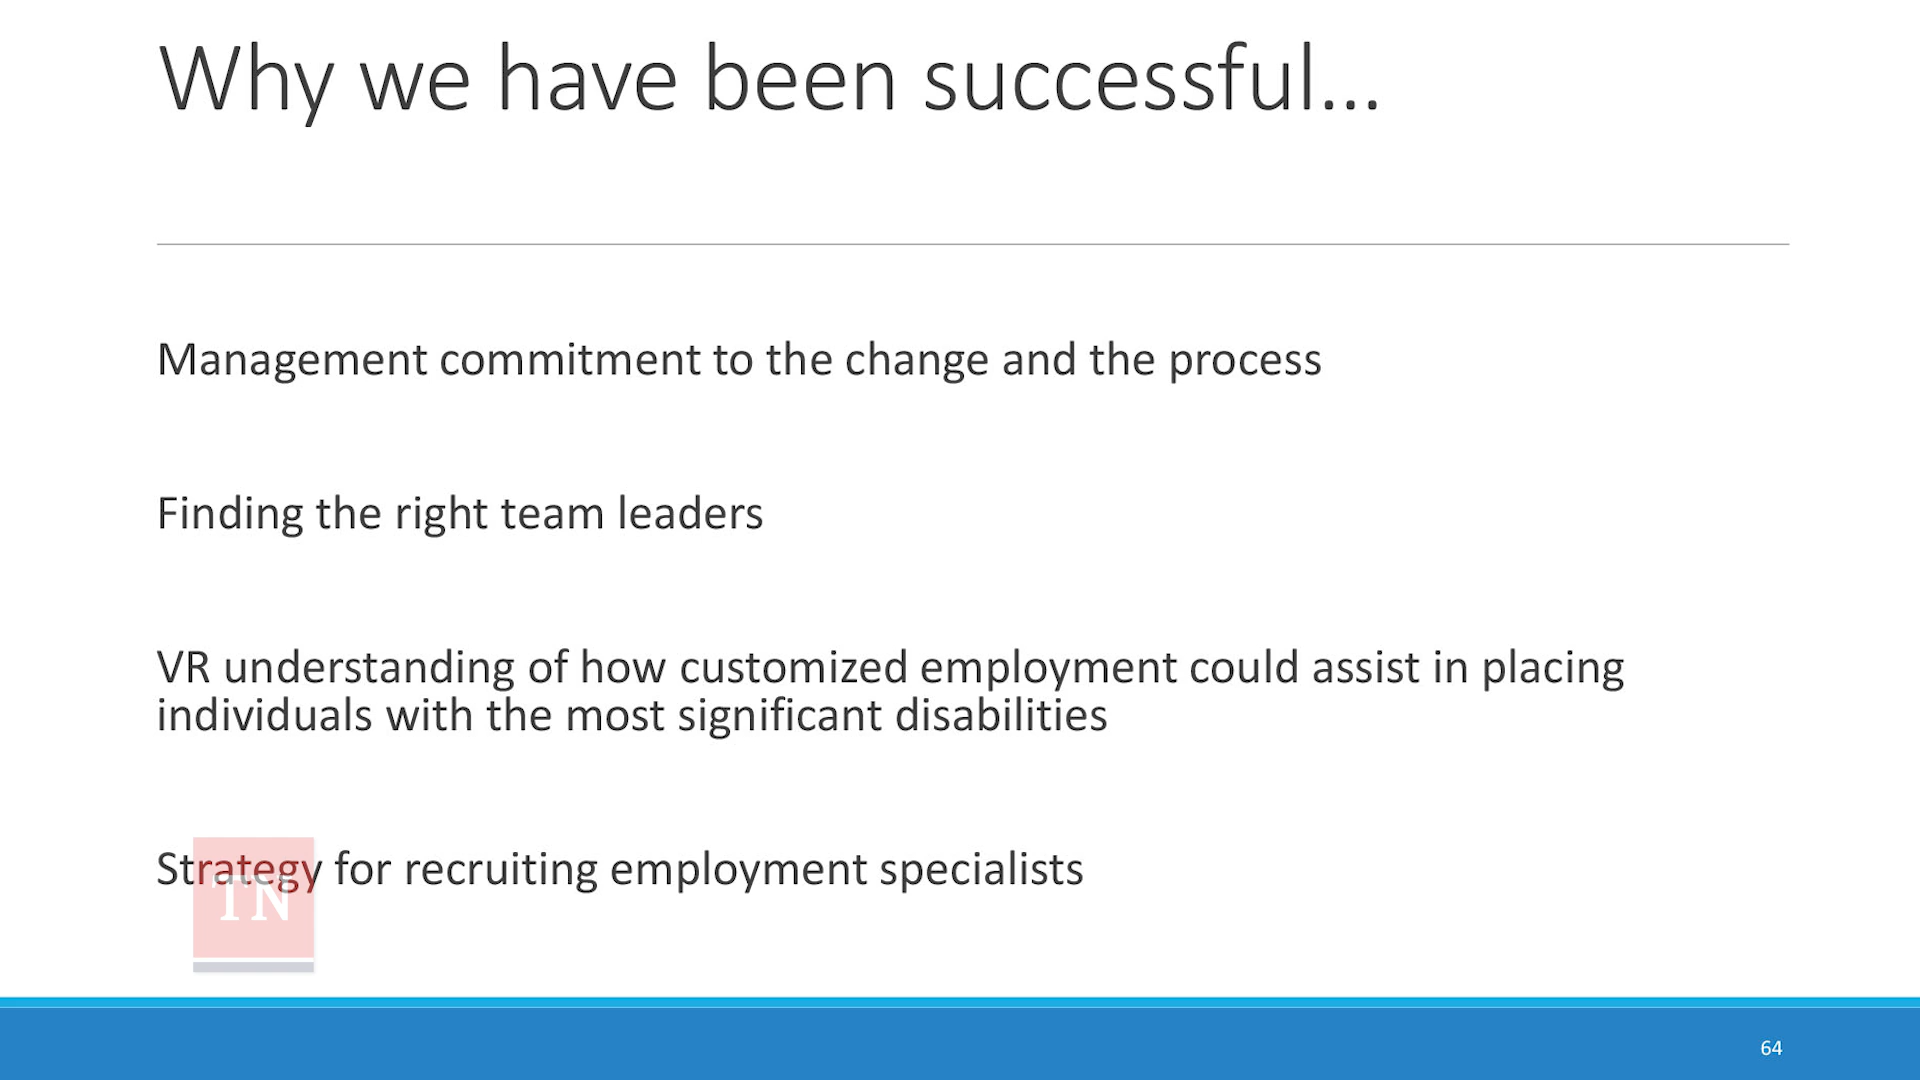 Why we have been successful...
Management commitment to the change and the process
Finding the right team leaders
VR understanding of how customized employment could assist in placing
individuals with the most significant disabilities
Strategy for recruiting employment specialists
TN
64